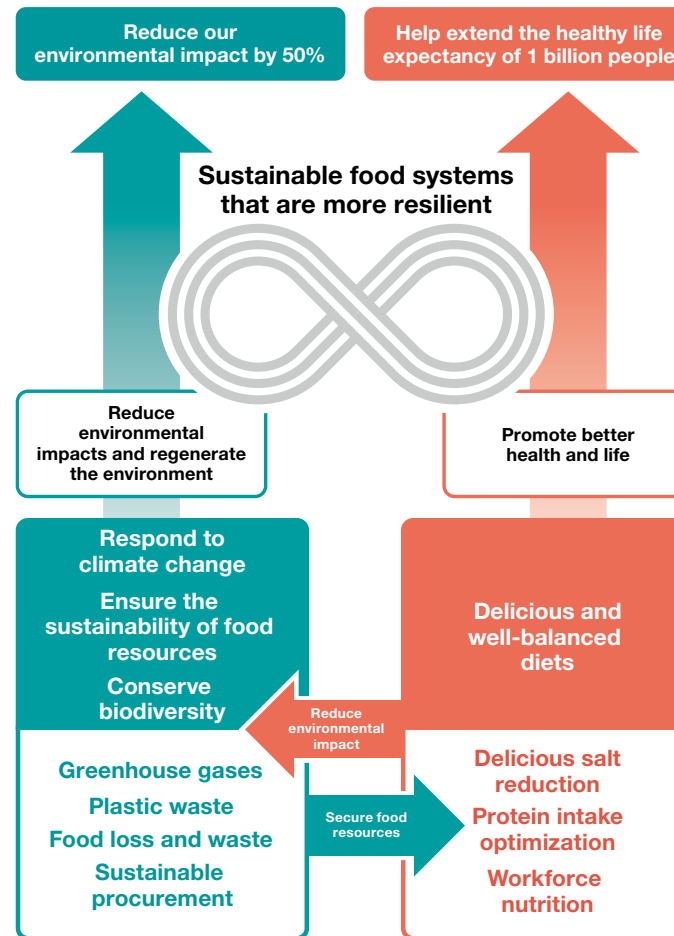 Reduce our
environmental impact by 50%
Help extend the healthy life
expectancy of 1 billion people
Sustainable food systems
that are more resilient
Reduce
environmental
impacts and regenerate
the environment
Promote better
health and life
Respond to
climate change
Ensure the
sustainability of food
resources
Conserve
biodiversity
Delicious and
well-balanced
diets
Reduce
environmental
impact
Greenhouse gases
Plastic waste
Food loss and waste
Sustainable
procurement
Secure food
resources
Delicious salt
reduction
Protein intake
optimization
Workforce
nutrition